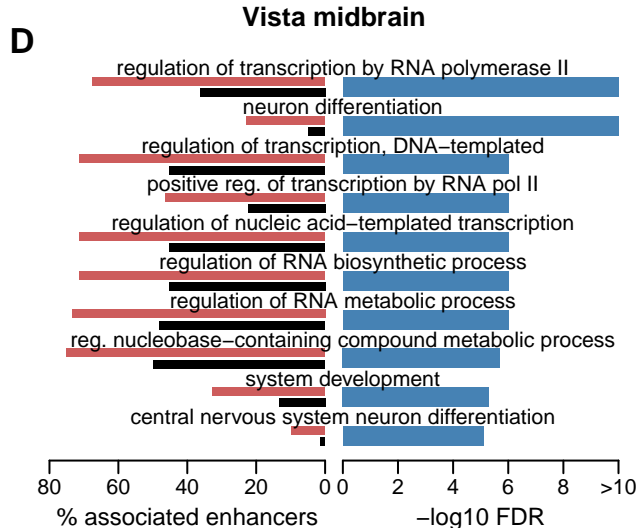 Vista midbrain
D
regulation of transcription by RNA polymerase II
neuron differentiation
regulation of transcription, DNA−templated
positive reg. of transcription by RNA pol II
regulation of nucleic acid−templated transcription
regulation of RNA biosynthetic process
regulation of RNA metabolic process
reg. nucleobase−containing compound metabolic process
system development
central nervous system neuron differentiation
80 60 40 20 0 0 2 4 6 8 >10
% associated enhancers −log10 FDR